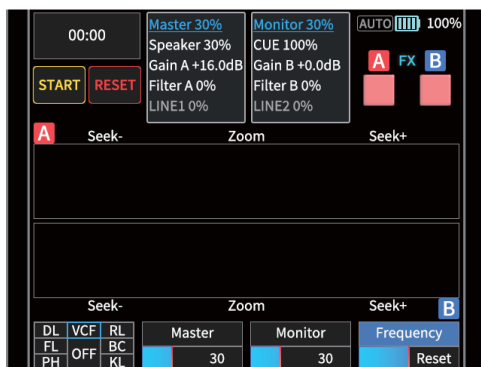 00:00
START RESET
Master 30%
Speaker 30%
Gain A +16.0dB
Filter A 0%
LINE1 0%
Monitor 30%
CUE 100%
Gain B +0.0dB
Filter B 0%
LINE2 0%
AUTO 100%
A FX B
A Seek- Zoom Seek+
Seek- Zoom Seek+ B
DL VCF RL
FL OFF BC
PH KL
Master
30
Monitor
30
Frequency
Reset